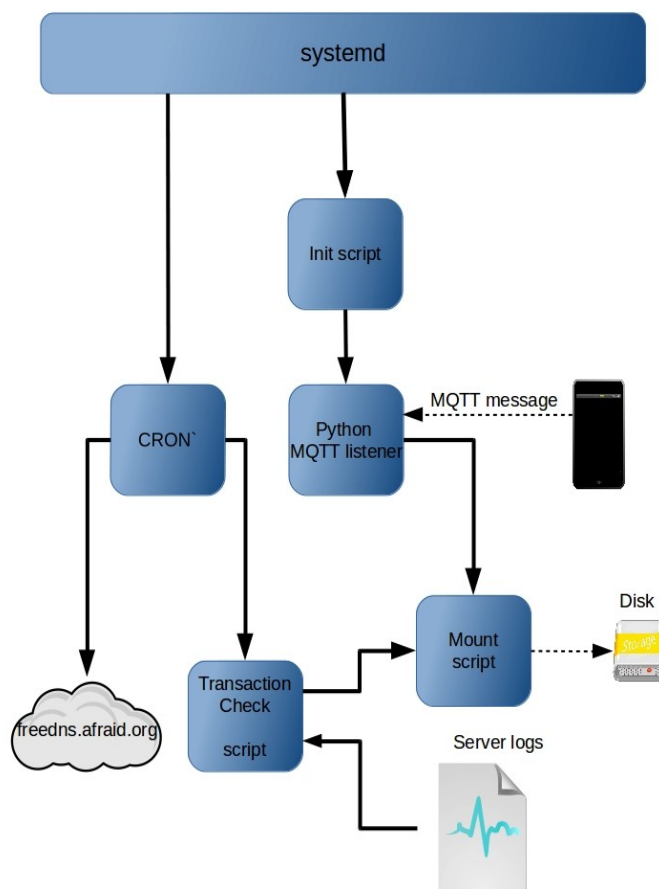 systemd
Init script
MQTT message
CRON`
Python
MQTT listener
Disk
Storage
Mount
script
Transaction
Check
script
freedns.afraid.org
Server logs